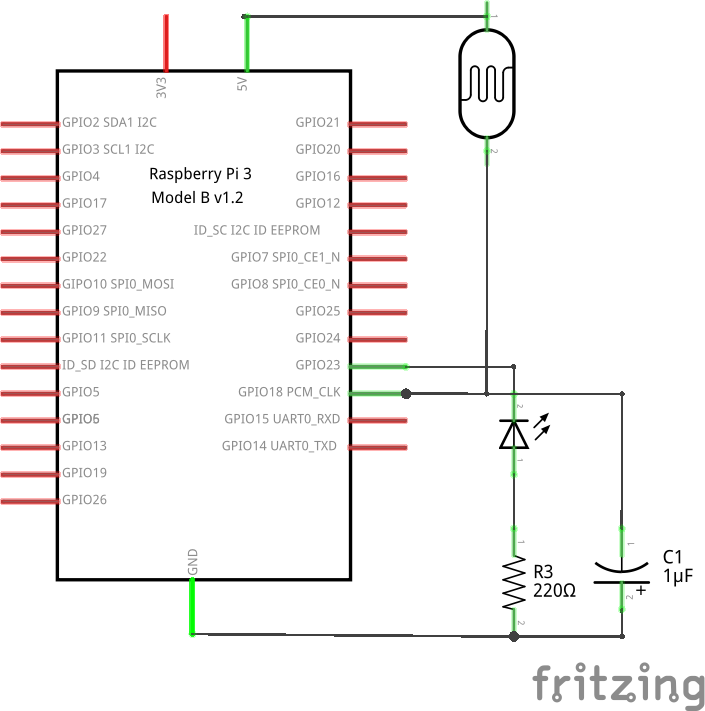 3V3
5V
1
2
Raspberry Pi 3
Model B v1.2
GPIO2 SDA1 I2C
GPIO3 SCL1 I2C
GPIO4
GPIO17
GPIO27
GPIO22
GIPO10 SPI0_MOSI
GPIO9 SPI0_MISO
GPIO11 SPI0_SCLK
ID_SD I2C ID EEPROM
GPIO5
GPIO6
GPIO13
GPIO19
GPIO26
GPIO21
GPIO20
GPIO16
GPIO12
ID_SC I2C ID EEPROM
GPIO7 SPI0_CE1_N
GPIO8 SPI0_CE0_N
GPIO25
GPIO24
GPIO23
GPIO18 PCM_CLK
GPIO15 UART0_RXD
GPIO14 UART0_TXD
GND
2
1
1
R3
220Ω
2
1
C1
1µF
+
2
fritzing